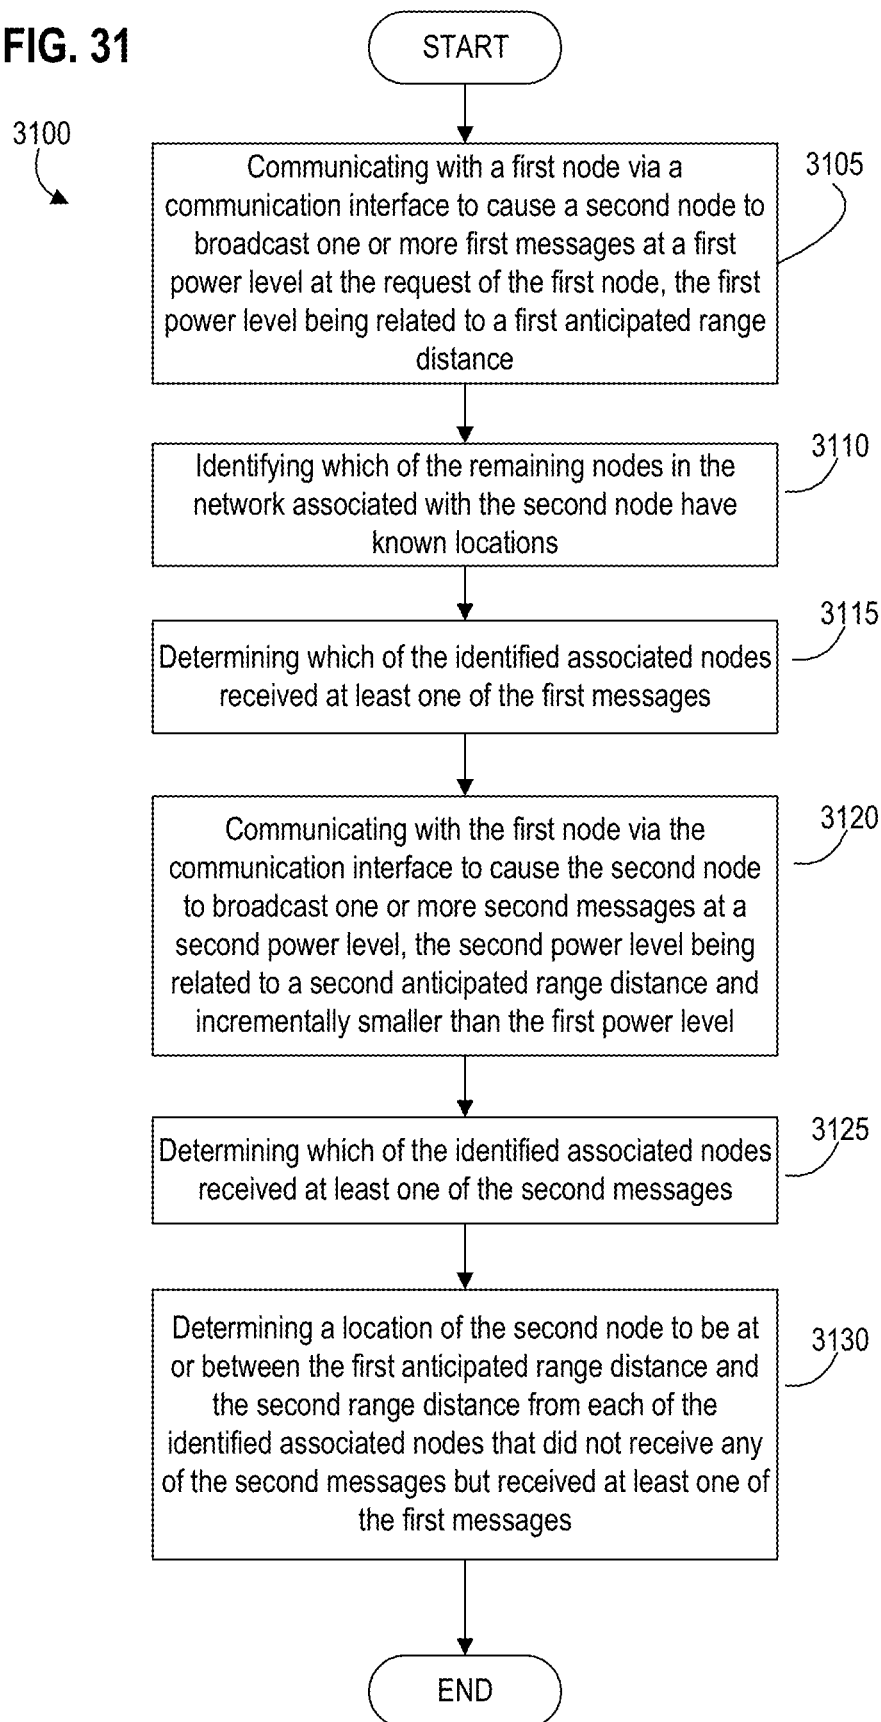 FIG. 31
START
3100
Communicating with a first node via a
communication interface to cause a second node to
broadcast one or more first messages at a first
power level at the request of the first node, the first
power level being related to a first anticipated range
distance
3105
Identifying which of the remaining nodes in the
network associated with the second node have
known locations
3110
Determining which of the identified associated nodes
received at least one of the first messages
3115
Communicating with the first node via the
communication interface to cause the second node
to broadcast one or more second messages at a
second power level, the second power level being
related to a second anticipated range distance and
incrementally smaller than the first power level
3120
Determining which of the identified associated nodes
received at least one of the second messages
3125
Determining a location of the second node to be at
or between the first anticipated range distance and
the second range distance from each of the
identified associated nodes that did not receive any
of the second messages but received at least one of
the first messages
3130
END